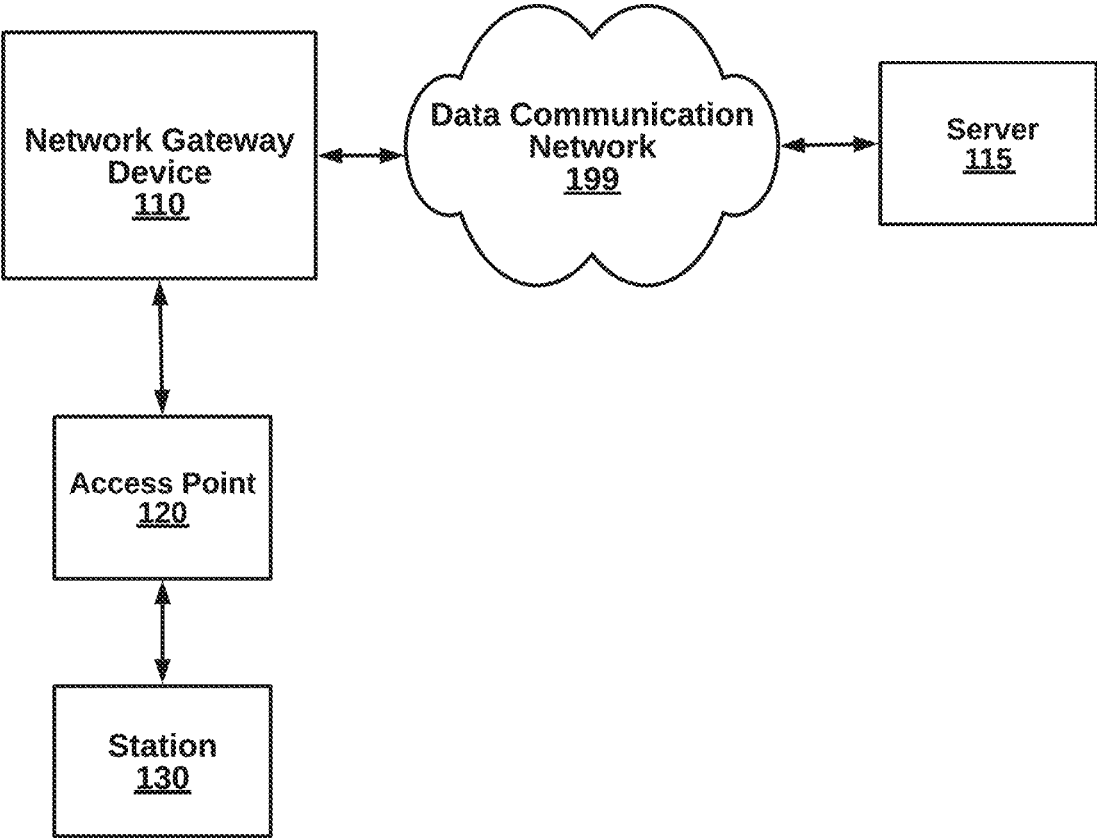 Network Gateway
Device
110
Data Communication
Network
199
Server
115
Access Point
120
Station
130